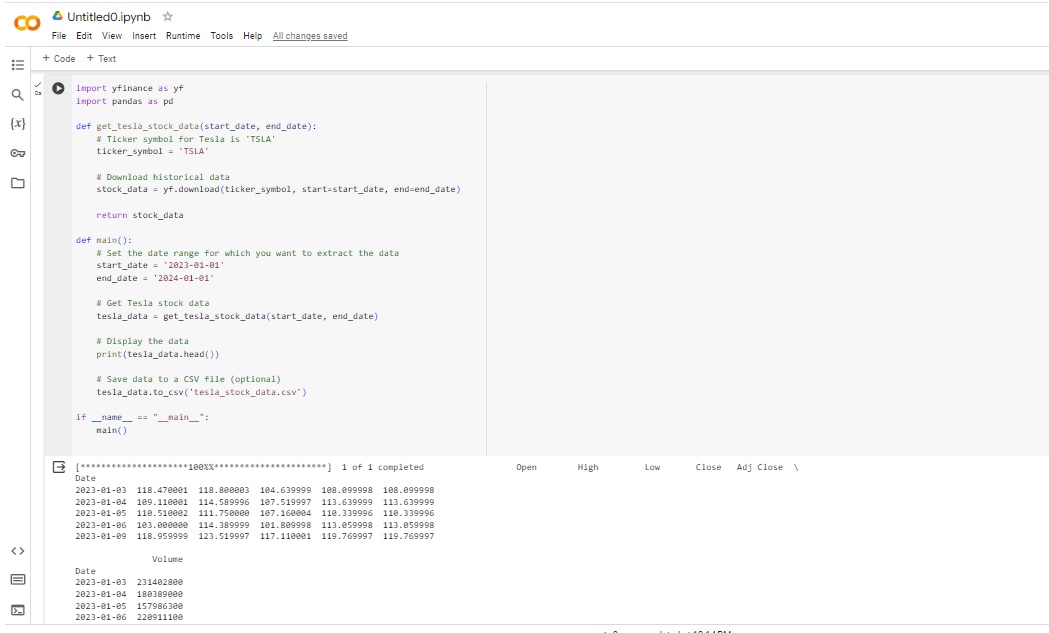 Untitled0.ipynb
File Edit View Insert Runtime Tools Help All changes saved
+ Code + Text
import yfinance as yf
import pandas as pd
def get_tesla_stock_data(start_date, end_date):
# Ticker symbol for Tesla is 'TSLA'
ticker_symbol = 'TSLA'
# Download historical data
stock_data = yf.download(ticker_symbol, start=start_date, end=end_date)
return stock_data
def main():
# Set the date range for which you want to extract the data
start_date = '2023-01-01'
end_date = '2024-01-01'
# Get Tesla stock data
tesla_data = get_tesla_stock_data(start_date, end_date)
# Display the data
print(tesla_data.head())
# Save data to a CSV file (optional)
tesla_data.to_csv('tesla_stock_data.csv')
if __name__ == "__main__":
main()
[*********************100%%**********************]  1 of 1 completed Open High Low Close Adj Close \
Date
2023-01-03 118.470001 118.800003 104.639999 108.099998 108.099998
2023-01-04 109.110001 114.589996 107.519997 113.639999 113.639999
2023-01-05 110.510002 111.750000 107.160004 110.339996 110.339996
2023-01-06 103.000000 114.389999 101.809998 113.059998 113.059998
2023-01-09 118.959999 123.519997 117.110001 119.769997 119.769997
Volume
Date
2023-01-03 231402800
2023-01-04 180389000
2023-01-05 157986300
2023-01-06 220911100